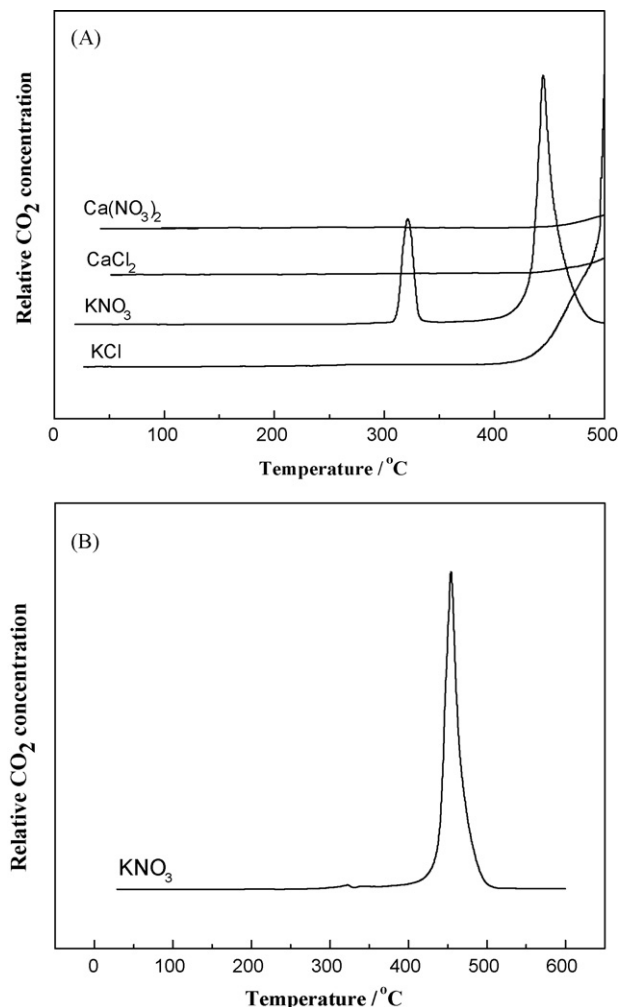 (A)
Relative CO2 concentration
Ca(NO3)2
CaCl2
KNO3
KCl
0 100 200 300 400 500
Temperature / °C
(B)
Relative CO2 concentration
KNO3
0 100 200 300 400 500 600
Temperature / °C